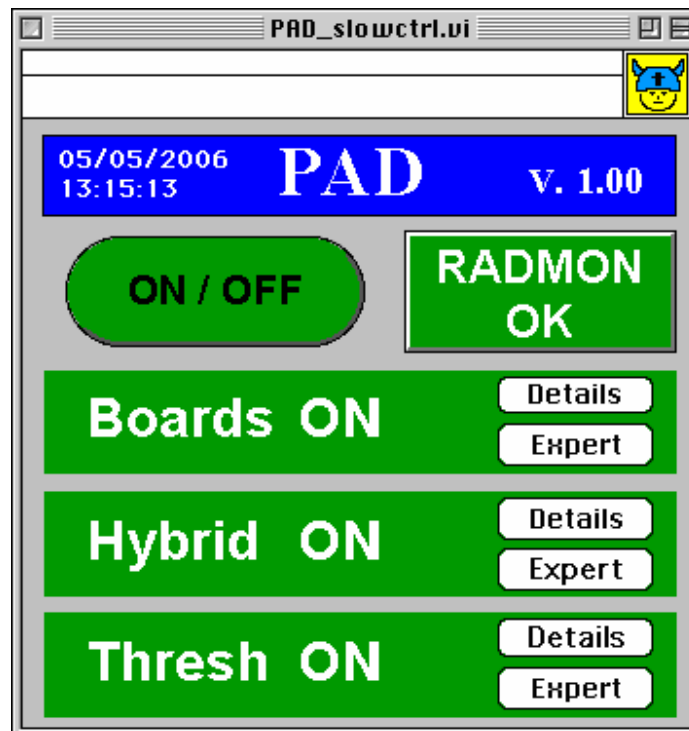 PAD_slowctrl.vi
05/05/2006
13:15:13
PAD
v. 1.00
ON / OFF
RADMON
OK
Boards ON
Details
Expert
Hybrid ON
Details
Expert
Thresh ON
Details
Expert